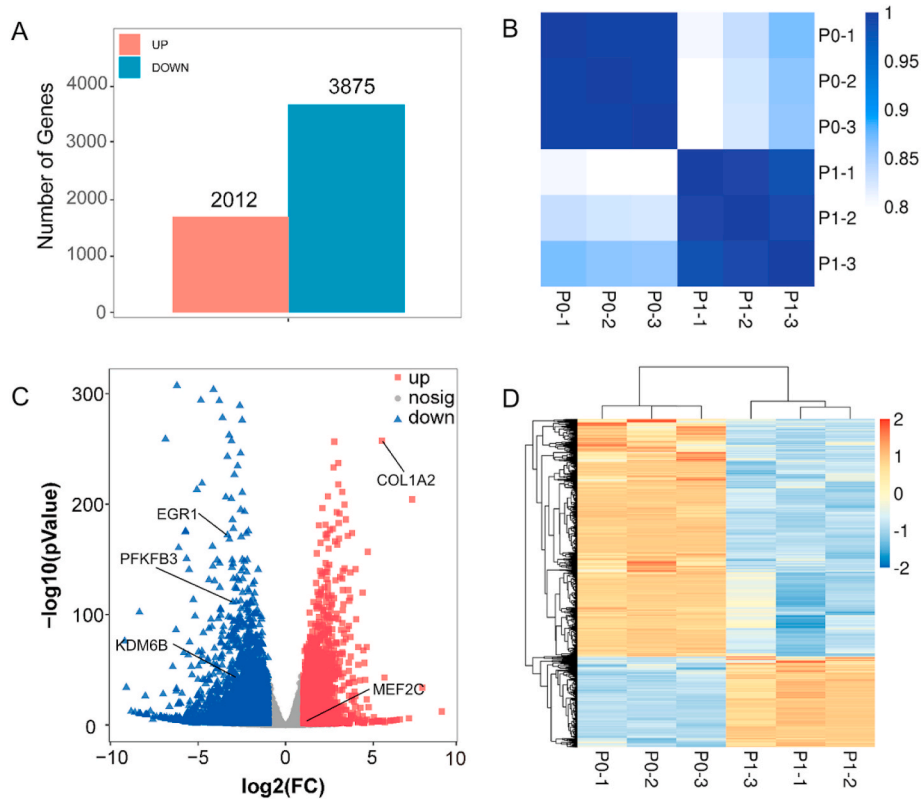 A
UP
DOWN
Number of Genes
4000
3000
2000
1000
0
2012
3875
B
P0-1
P0-2
P0-3
P1-1
P1-2
P1-3
1
0.95
0.9
0.85
0.8
P0-1
P0-2
P0-3
P1-1
P1-2
P1-3
C
up
nosig
down
−log10(pValue)
300
200
100
0
COL1A2
EGR1
PFKFB3
KDM6B
MEF2C
−10
−5
0
5
10
log2(FC)
D
2
1
0
-1
-2
P0-1
P0-2
P0-3
P1-3
P1-1
P1-2